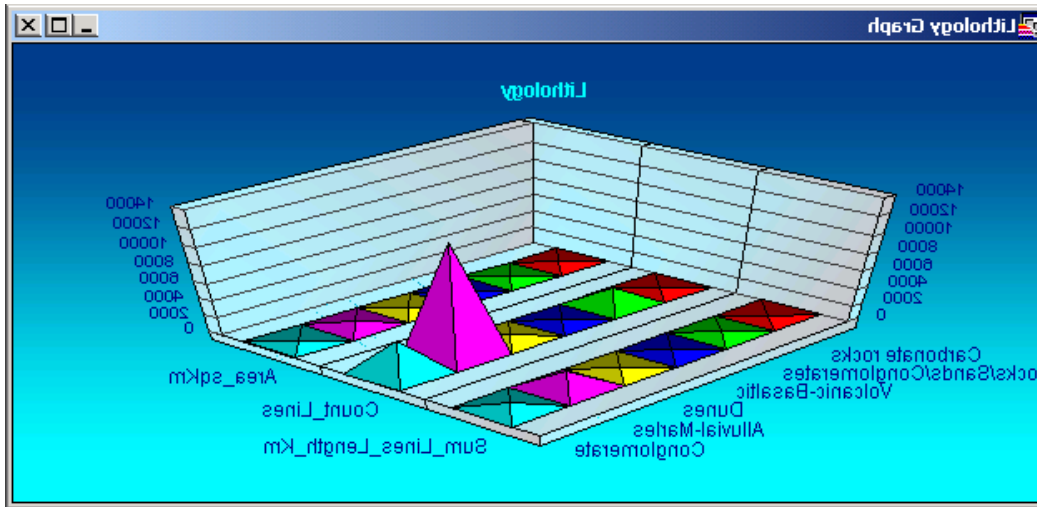 Lithology Graph
Lithology
14000
12000
10000
8000
6000
4000
2000
0
14000
12000
10000
8000
6000
4000
2000
0
Area_sqKm
Count_Lines
Sum_Lines_Length_Km
Carbonate rocks
ocks/Sands/Conglomerates
Volcanic-Basaltic
Dunes
Alluvial-Marles
Conglomerate